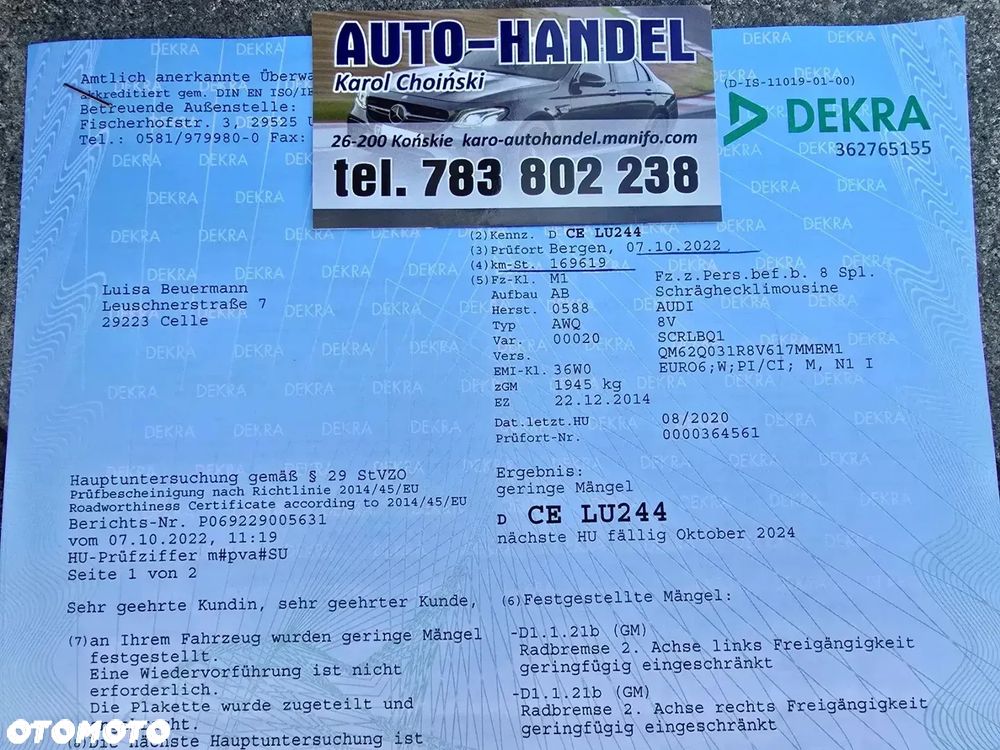 AUTO-HANDEL
Karol Choiński
26-200 Końskie karo-autohandel.manifo.com
tel. 783 802 238
Amtlich anerkannte
akkreditiert gem. DIN EN
Betreuende Außenstelle:
Fischerhofstr. 3, 29525
Tel.: 0581/979980-0 Fax:
(D-IS-11019-01-00)
DEKRA
362765155
Luisa Beuermann
Leuschnerstraße 7
29223 Celle
(2)Kennz. D CE LU244
(3)Prüfort Bergen, 07.10.2022
(4)km-St. 169619
(5)Fz-Kl. M1 Fz.z.Pers.bef.b. 8 Spl.
Aufbau AB Schräghecklimousine
Herst. 0588 AUDI
Typ AWQ 8V
Var. 00020 SCRLBQ1
Vers. QM62Q031R8V617MMEM1
EMI-Kl. 36W0 EURO6;W;PI/CI; M, N1 I
zGM 1945 kg
EZ 22.12.2014
Dat.letzt.HU 08/2020
Prüfort-Nr. 0000364561
Hauptuntersuchung gemäß § 29 StVZO
Prüfbescheinigung nach Richtlinie 2014/45/EU
Roadworthiness Certificate according to 2014/45/EU
Berichts-Nr. P069229005631
vom 07.10.2022, 11:19
HU-Prüfziffer m#pva#SU
Seite 1 von 2
Ergebnis:
geringe Mängel
D CE LU244
nächste HU fällig Oktober 2024
Sehr geehrte Kundin, sehr geehrter Kunde,
(7)an Ihrem Fahrzeug wurden geringe Mängel
festgestellt.
Eine Wiedervorführung ist nicht
erforderlich.
Die Plakette wurde zugeteilt und
Die nächste Hauptuntersuchung ist
(6)Festgestellte Mängel:
-D1.1.21b (GM)
Radbremse 2. Achse links Freigängigkeit
geringfügig eingeschränkt
-D1.1.21b (GM)
Radbremse 2. Achse rechts Freigängigkeit
geringfügig eingeschränkt
OTOMOTO